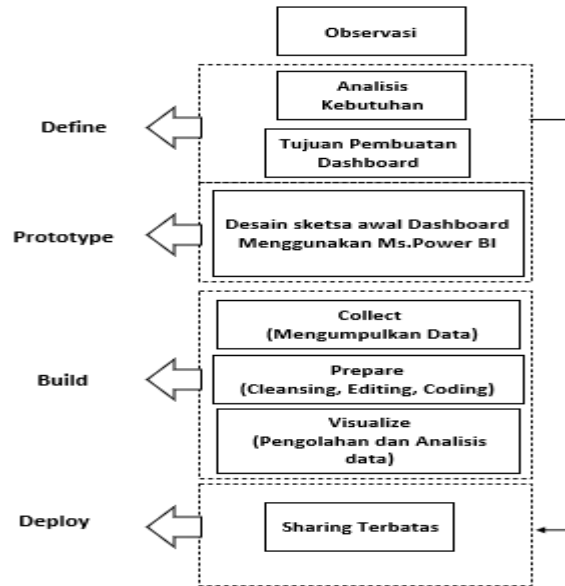 Observasi
Define
Analisis
Kebutuhan
Tujuan Pembuatan
Dashboard
Prototype
Desain sketsa awal Dashboard
Menggunakan Ms.Power BI
Build
Collect
(Mengumpulkan Data)
Prepare
(Cleansing, Editing, Coding)
Visualize
(Pengolahan dan Analisis
data)
Deploy
Sharing Terbatas